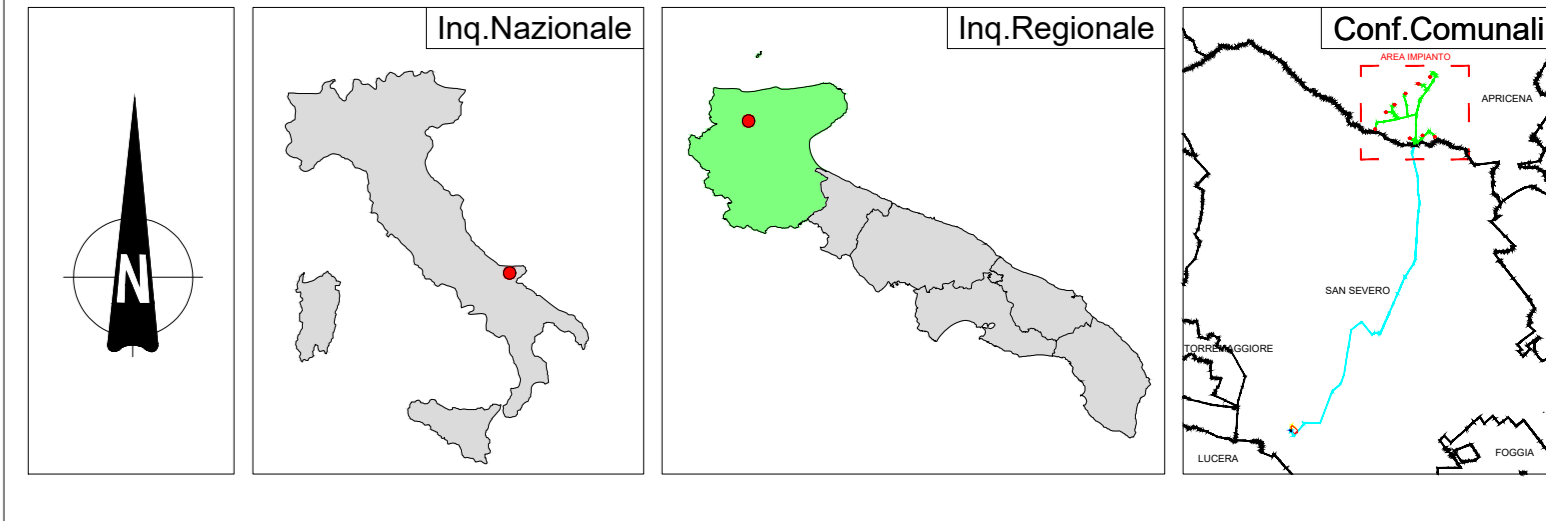 N
Inq.Nazionale
Inq.Regionale
Conf.Comunali
AREA IMPIANTO
APRICENA
SAN SEVERO
TORREMAGGIORE
LUCERA
FOGGIA